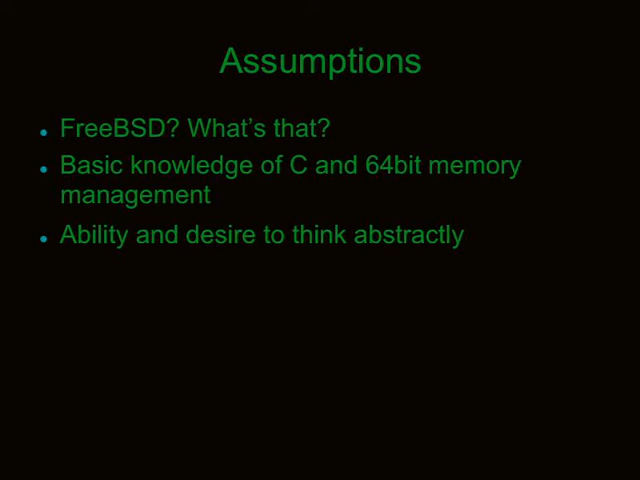 Assumptions
FreeBSD? What’s that?
Basic knowledge of C and 64bit memory
management
Ability and desire to think abstractly